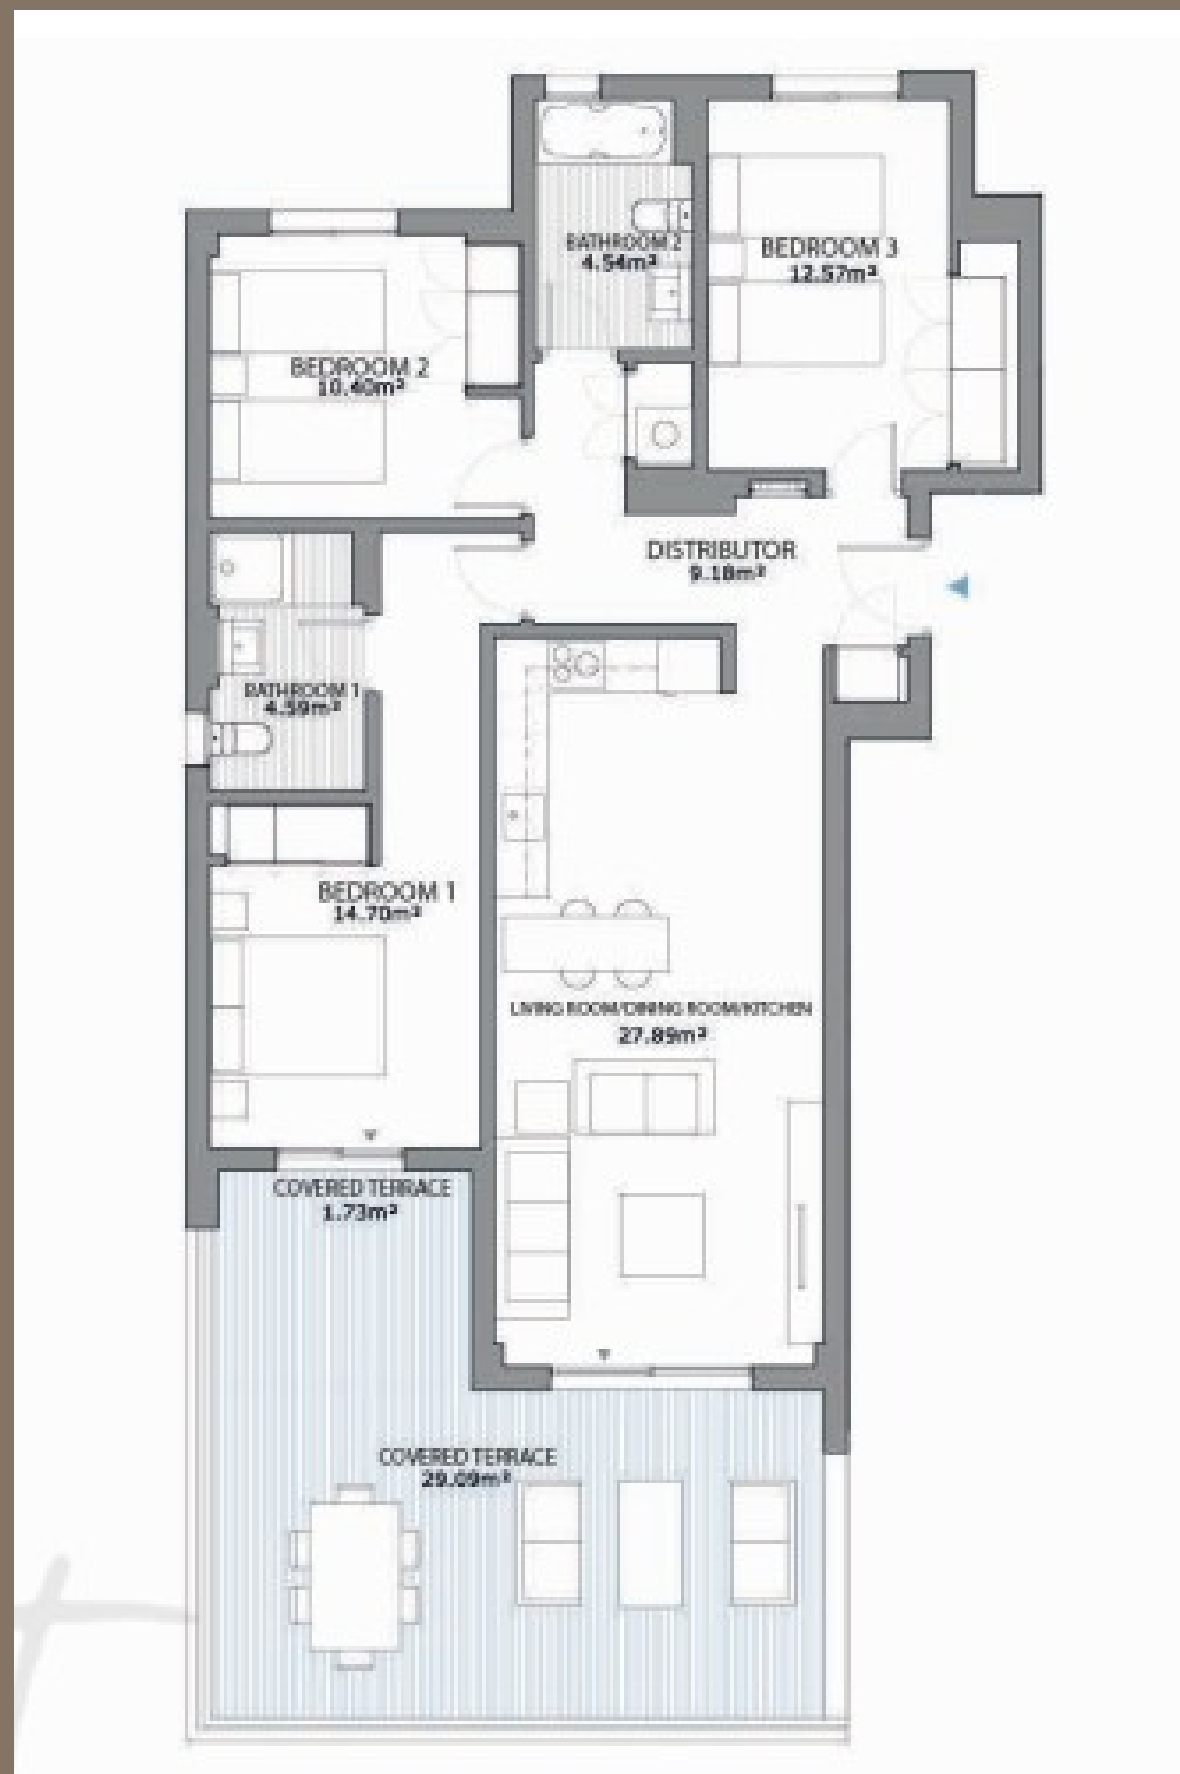 BATHROOM 2
4.54m²
BEDROOM 3
12.57m²
BEDROOM 2
10.40m²
DISTRIBUTOR
9.18m²
BATHROOM 1
4.59m²
BEDROOM 1
14.70m²
LIVING ROOM/DINING ROOM/KITCHEN
27.89m²
COVERED TERRACE
1.73m²
COVERED TERRACE
29.09m²